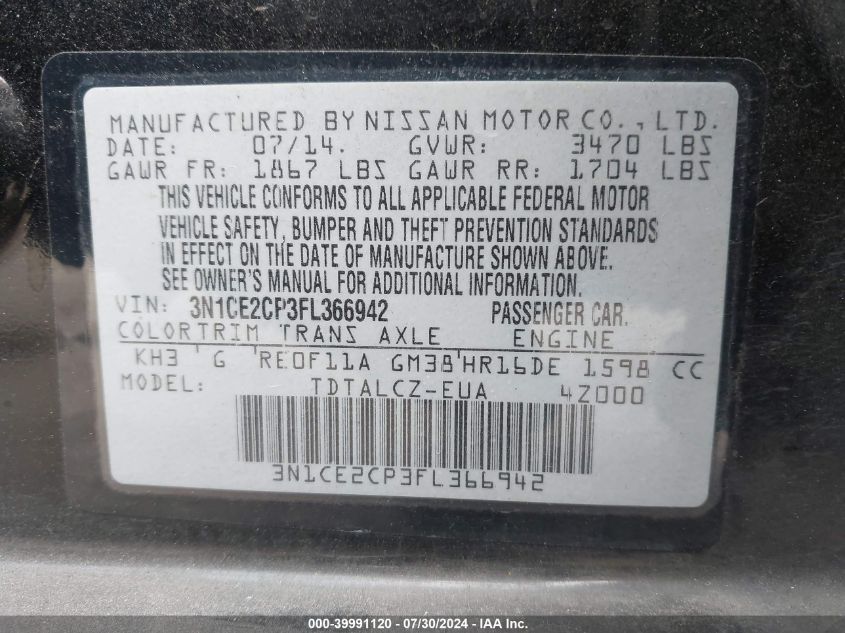 MANUFACTURED BY NISSAN MOTOR CO., LTD.
DATE: 07/14. GVWR: 3470 LBS
GAWR FR: 1867 LBS GAWR RR: 1704 LBS
THIS VEHICLE CONFORMS TO ALL APPLICABLE FEDERAL MOTOR
VEHICLE SAFETY, BUMPER AND THEFT PREVENTION STANDARDS
IN EFFECT ON THE DATE OF MANUFACTURE SHOWN ABOVE.
SEE OWNER'S MANUAL FOR ADDITIONAL INFORMATION.
VIN: 3N1CE2CP3FL366942 PASSENGER CAR.
COLORTRIM TRANS AXLE ENGINE
KH3 ' G 'RE0F11A GM38'HR16DE 1598 CC
MODEL: TDTALCZ-EUA 4Z000
3N1CE2CP3FL366942
000-39991120 - 07/30/2024 - IAA Inc.